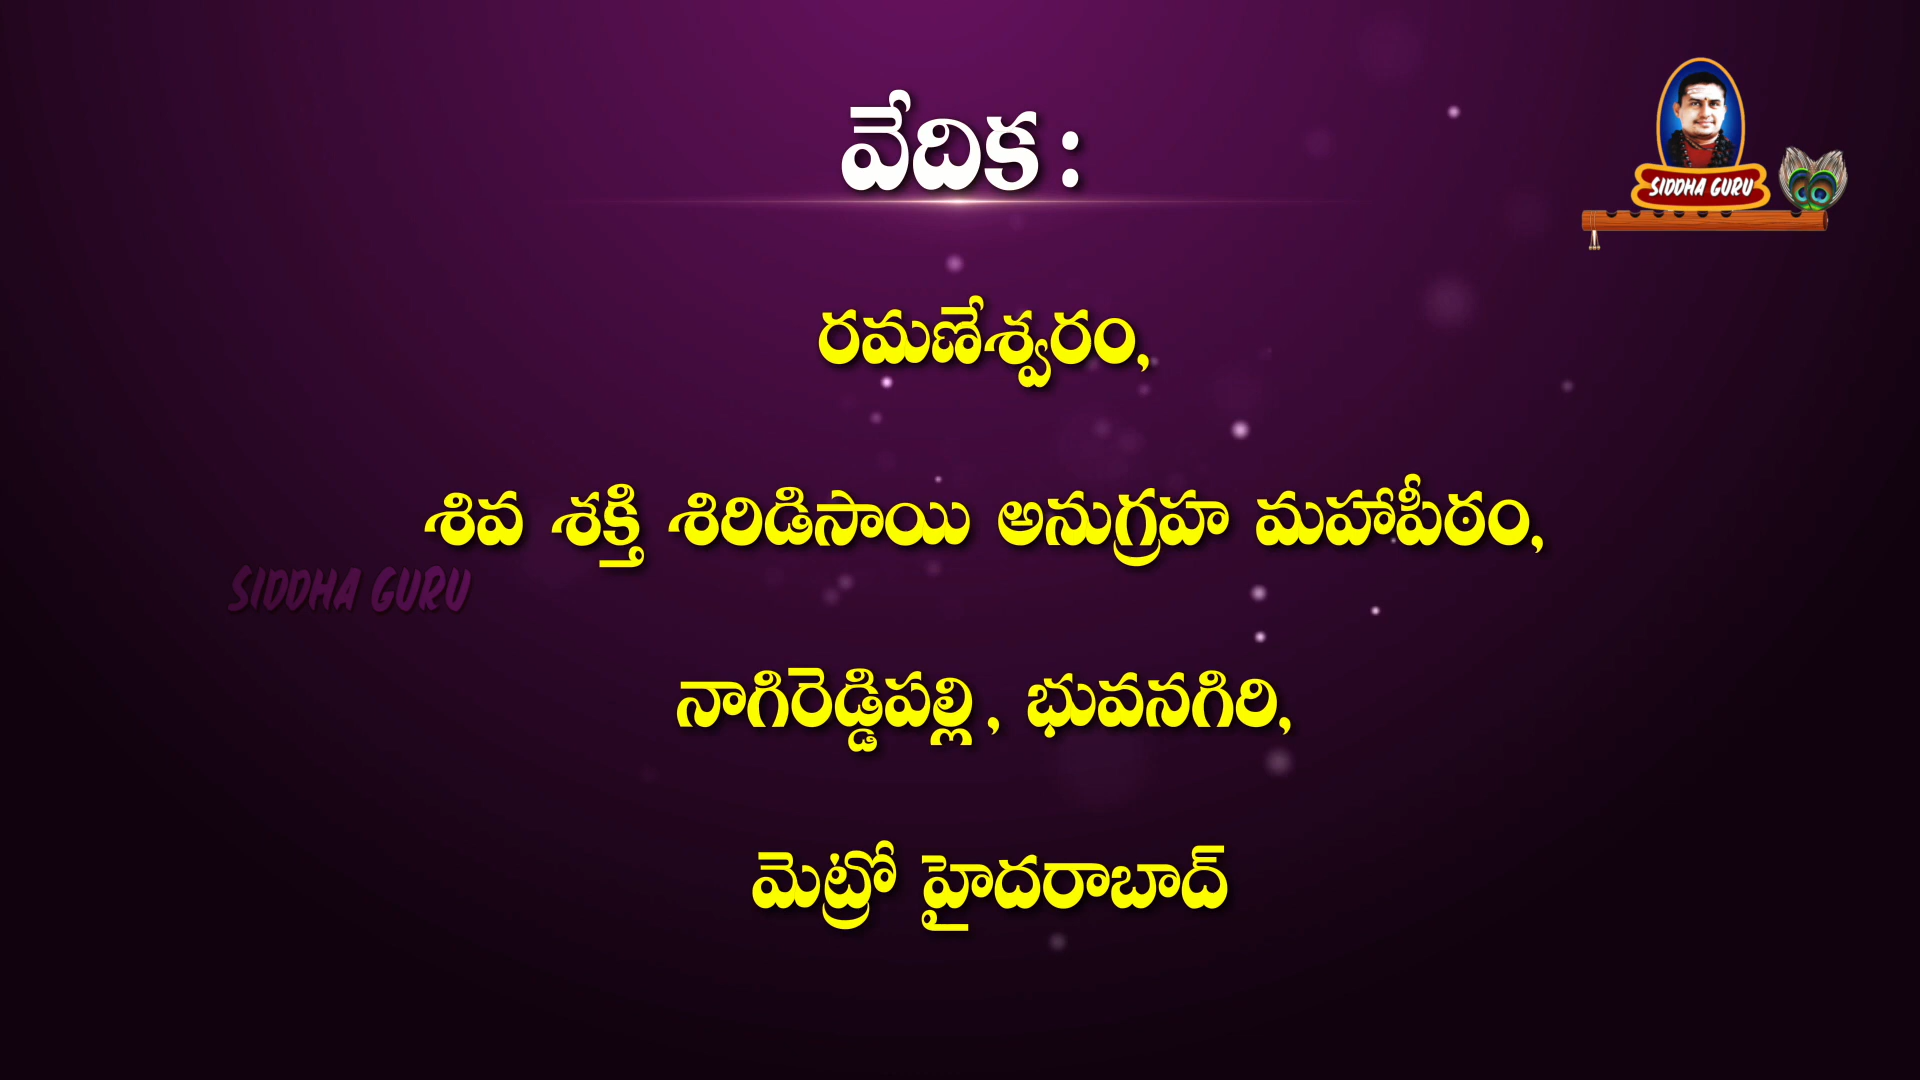 వేదిక :
SIDDHA GURU
రమణేశ్వరం,
శివ శక్తి శిరిడిసాయి అనుగ్రహ మహాపీఠం,
SIDDHA GURU
నాగిరెడ్డిపల్లి, భువనగిరి,
మెట్రో హైదరాబాద్